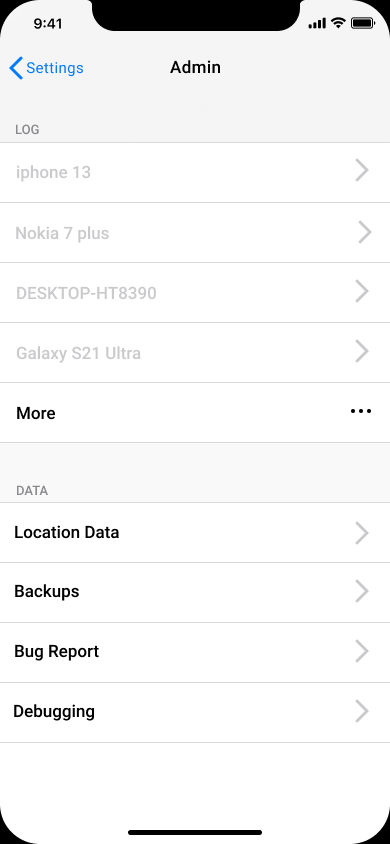 9:41
Settings
Admin
LOG
iphone 13
Nokia 7 plus
DESKTOP-HT8390
Galaxy S21 Ultra
More
DATA
Location Data
Backups
Bug Report
Debugging